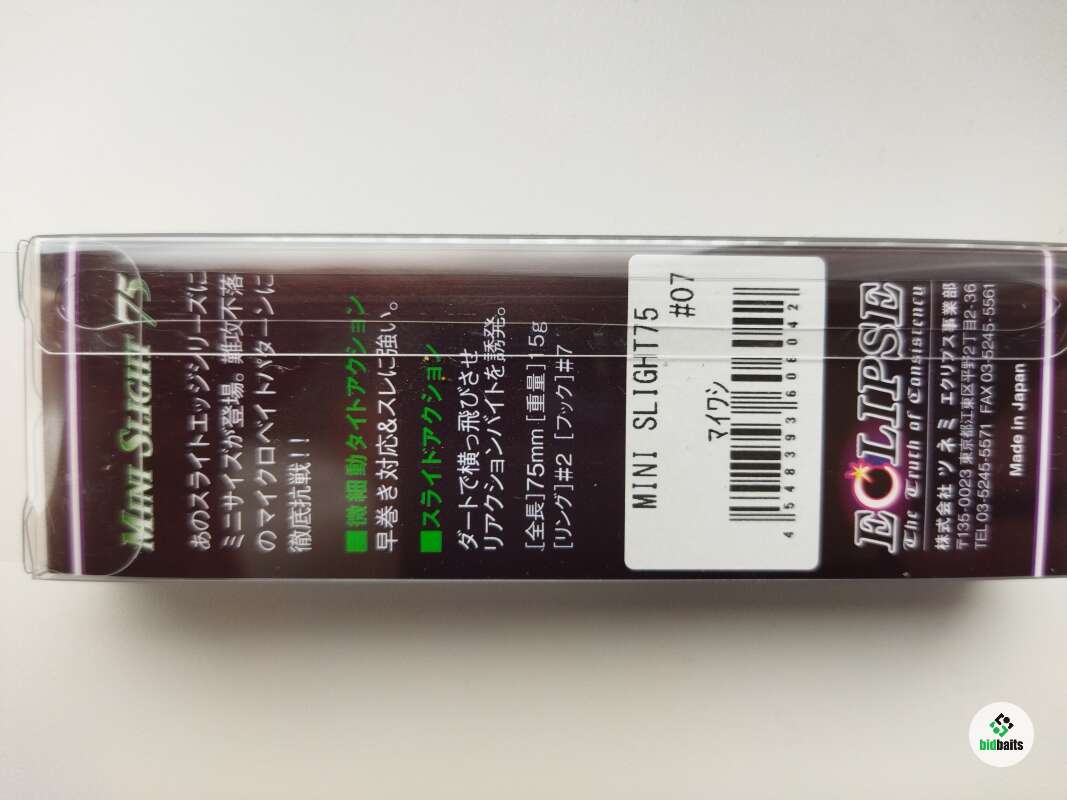 MINI SLIGHT 75
あのスライトエッジシリーズに
ミニサイズが登場。難攻不落
のマイクロベイトパターンに
徹底抗戦!!
■微細動タイトアクション
早巻き対応&スレに強い。
■スライドアクション
ダートで横っ飛びさせ
リアクションバイトを誘発。
[全長]75mm[重量]15g
[リング]#2 [フック]#7
MINI SLIGHT75
#07
マイワシ
4 548393 606042
ECLIPSE
The Truth of Consistency
株式会社 ツネミ エクリプス事業部
〒135-0023 東京都江東区平野2丁目2-36
TEL 03-5245-5571 FAX 03-5245-5561
Made in Japan
bidbaits